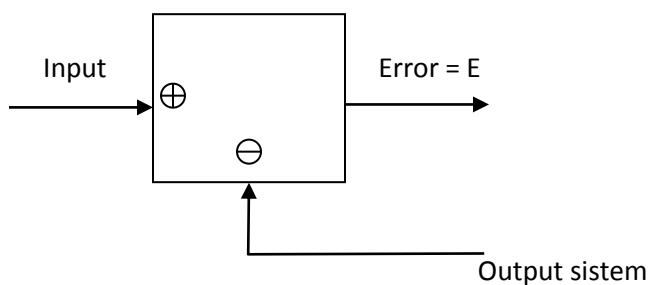 Input
Error = E
⊕
⊖
Output sistem